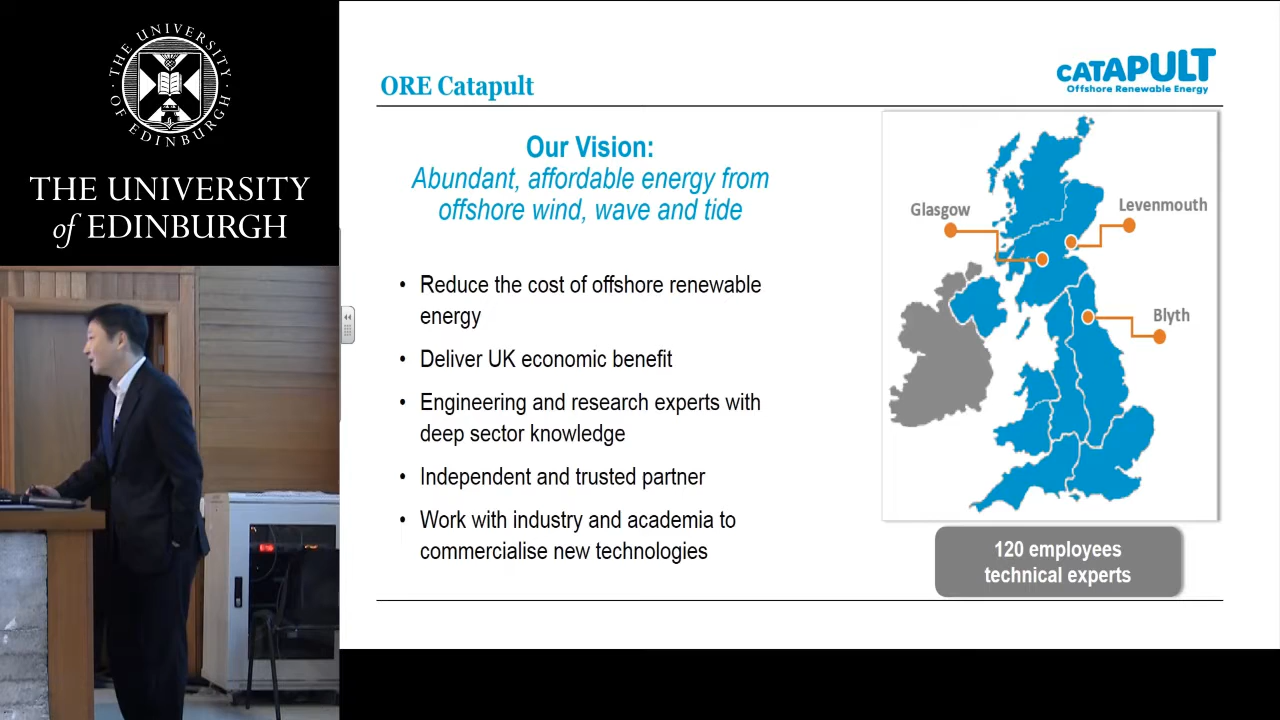 THE UNIVERSITY OF EDINBURGH
THE UNIVERSITY
of EDINBURGH
ORE Catapult
CATAPULT
Offshore Renewable Energy
Our Vision:
Abundant, affordable energy from
offshore wind, wave and tide
• Reduce the cost of offshore renewable
energy
• Deliver UK economic benefit
• Engineering and research experts with
deep sector knowledge
• Independent and trusted partner
• Work with industry and academia to
commercialise new technologies
Glasgow
Levenmouth
Blyth
120 employees
technical experts